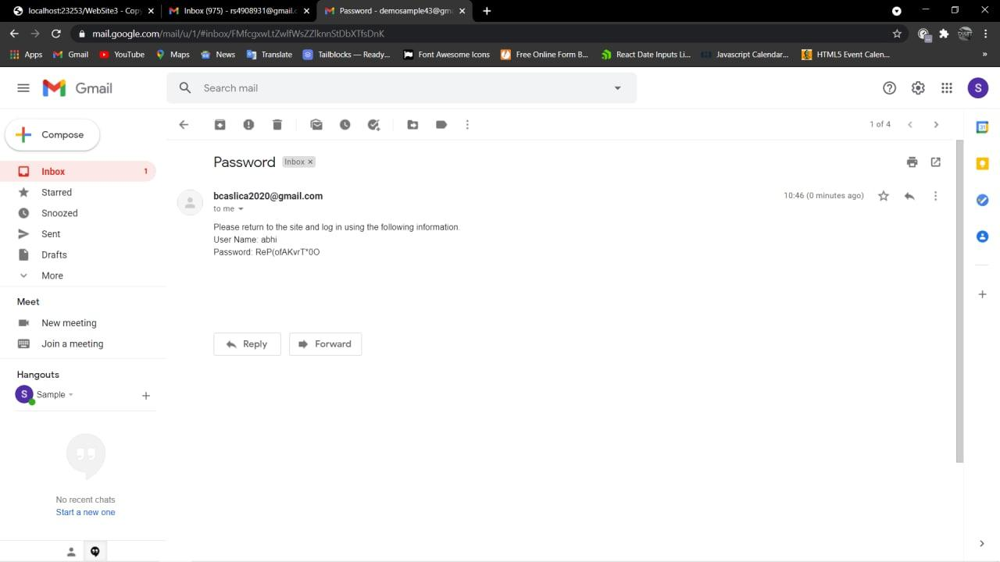 localhost:23253/WebSite3 - Copy
Inbox (975) - rs4908931@gmail.c
Password - demosample43@gm
mail.google.com/mail/u/1/#inbox/FMfcgxwLtZwlfWsZZlknnStDbXTfsDnK
Apps
Gmail
YouTube
Maps
News
Translate
Tailblocks — Ready...
Font Awesome Icons
Free Online Form B...
React Date Inputs Li...
Javascript Calendar...
HTML5 Event Calen...
»
Gmail
Search mail
S
Compose
1 of 4
31
Inbox 1
Starred
Snoozed
Sent
Drafts
More
Password
Inbox ×
bcaslica2020@gmail.com
10:46 (0 minutes ago)
to me
Please return to the site and log in using the following information.
User Name: abhi
Password: ReP(ofAKvrT*0O
Reply
Forward
Meet
New meeting
Join a meeting
Hangouts
S
Sample
No recent chats
Start a new one